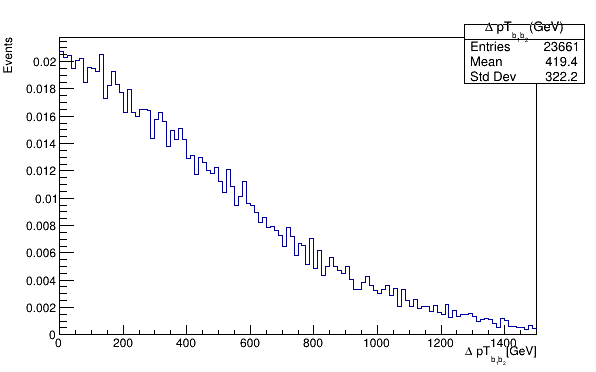 Δ pT_{b_1b_2}(GeV)
Entries 23661
Mean 419.4
Std Dev 322.2
Events
0.02
0.018
0.016
0.014
0.012
0.01
0.008
0.006
0.004
0.002
0
0 200 400 600 800 1000 1200 1400
Δ pT_{b_1b_2}[GeV]